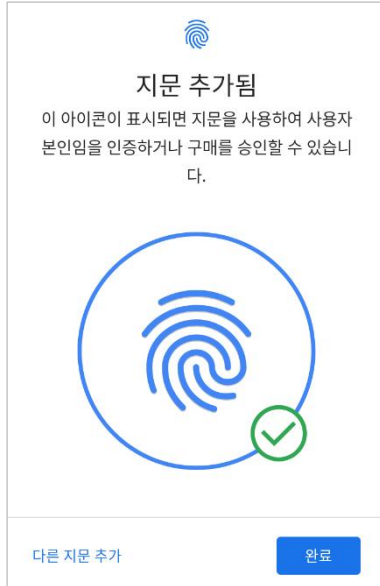 지문 추가됨
이 아이콘이 표시되면 지문을 사용하여 사용자
본인임을 인증하거나 구매를 승인할 수 있습니
다.
다른 지문 추가
완료